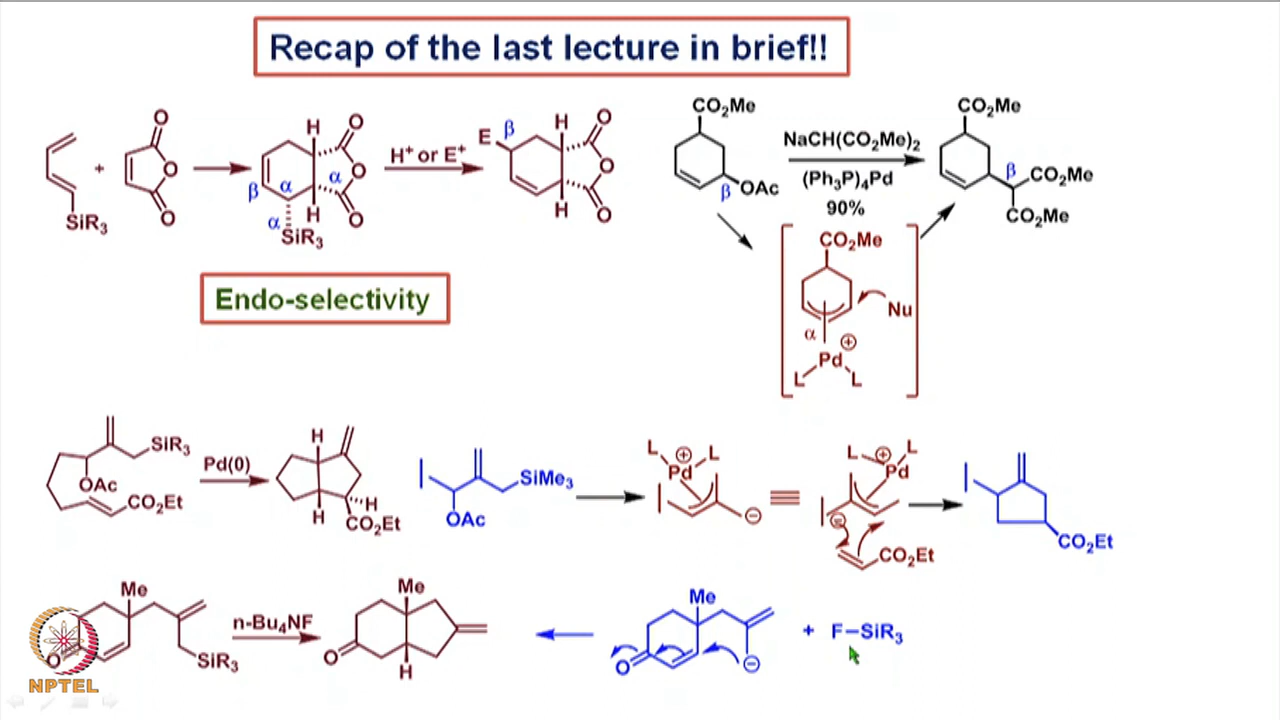 Recap of the last lecture in brief!!
+
O
O
O
SiR3
H
H
O
O
O
β
α
α
α
SiR3
H+ or E+
E
β
H
H
O
O
O
CO2Me
β
OAc
NaCH(CO2Me)2
(Ph3P)4Pd
90%
CO2Me
β
CO2Me
CO2Me
CO2Me
Nu
α
Pd
⊕
L
L
Endo-selectivity
SiR3
OAc
CO2Et
Pd(0)
H
H
H
CO2Et
SiMe3
OAc
L
⊕
L
Pd
⊖
≡
L
⊕
L
Pd
⊖
CO2Et
CO2Et
Me
O
SiR3
n-Bu4NF
Me
O
H
Me
O
⊖
+ F–SiR3
NPTEL